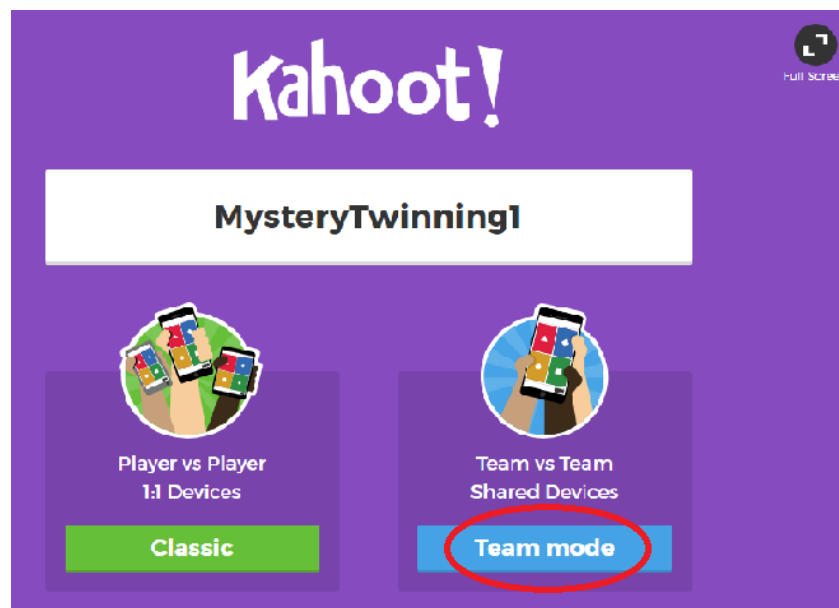 Kahoot!
Full Scree
MysteryTwinning1
Player vs Player
1:1 Devices
Classic
Team vs Team
Shared Devices
Team mode